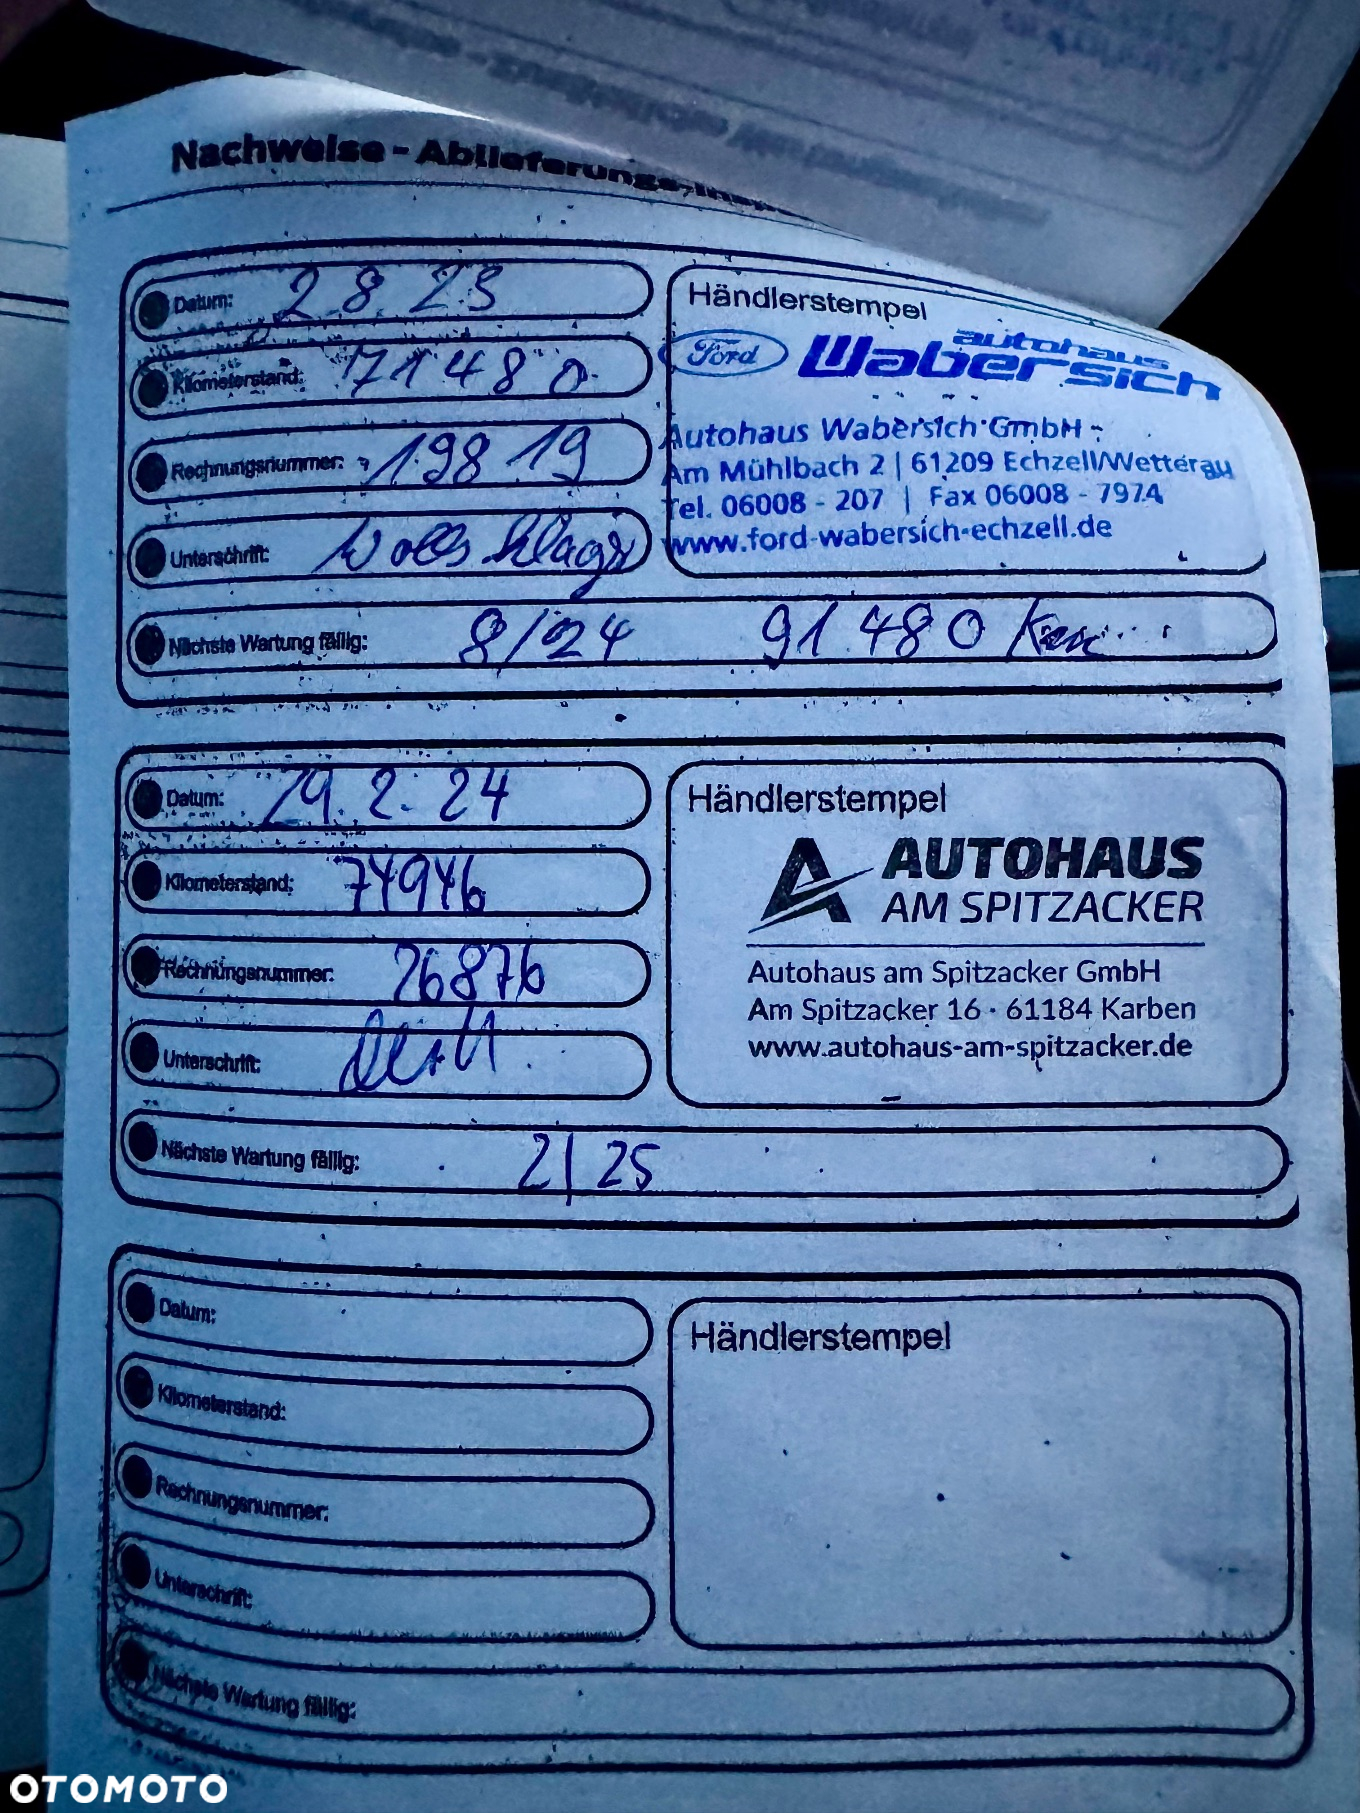 Nachweise - Ablieferungs-
Datum: 2.8.23
Kilometerstand: 71480
Rechnungsnummer: 19819
Unterschrift:
Nächste Wartung fällig: 8/24 91.480 Km
Händlerstempel
Ford autohaus
Wabersich
Autohaus Wabersich GmbH
Am Mühlbach 2 | 61209 Echzell/Wetterau
Tel. 06008 - 207 | Fax 06008 - 7974
www.ford-wabersich-echzell.de
Datum: 29.2.24
Kilometerstand: 74946
Rechnungsnummer: 26876
Unterschrift:
Nächste Wartung fällig: 2/25
Händlerstempel
AUTOHAUS
AM SPITZACKER
Autohaus am Spitzacker GmbH
Am Spitzacker 16 · 61184 Karben
www.autohaus-am-spitzacker.de
Datum:
Kilometerstand:
Rechnungsnummer:
Unterschrift:
Nächste Wartung fällig:
Händlerstempel
OTOMOTO